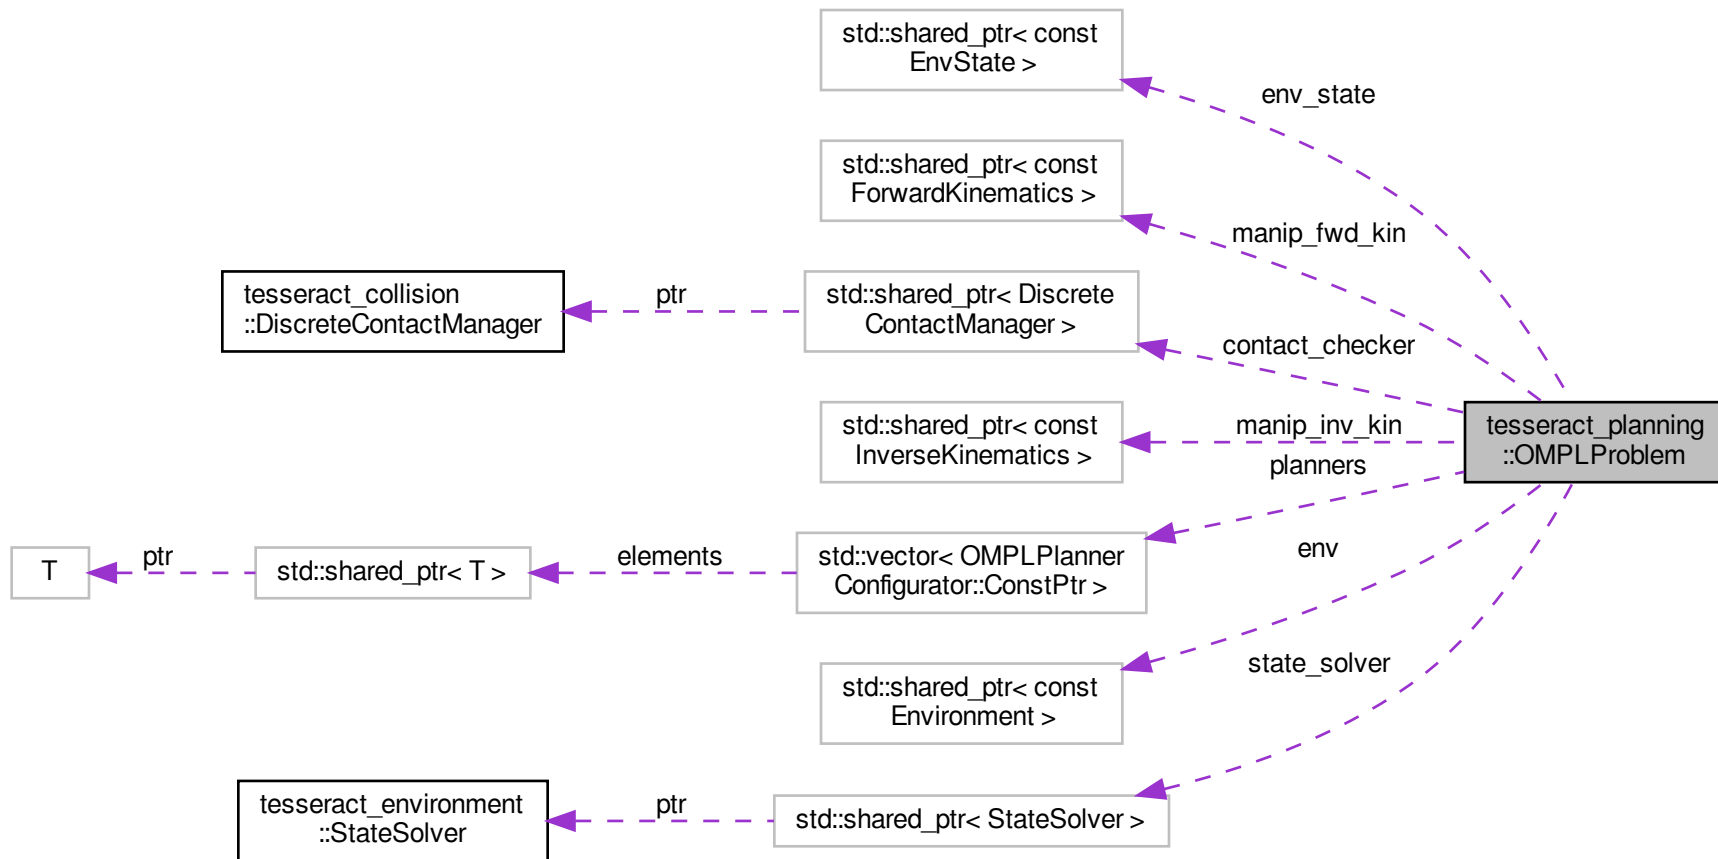 std::shared_ptr< const
EnvState >
env_state
std::shared_ptr< const
ForwardKinematics >
manip_fwd_kin
tesseract_collision
::DiscreteContactManager
ptr
std::shared_ptr< Discrete
ContactManager >
contact_checker
std::shared_ptr< const
InverseKinematics >
manip_inv_kin
tesseract_planning
::OMPLProblem
planners
T
ptr
std::shared_ptr< T >
elements
std::vector< OMPLPlanner
Configurator::ConstPtr >
env
std::shared_ptr< const
Environment >
state_solver
tesseract_environment
::StateSolver
ptr
std::shared_ptr< StateSolver >